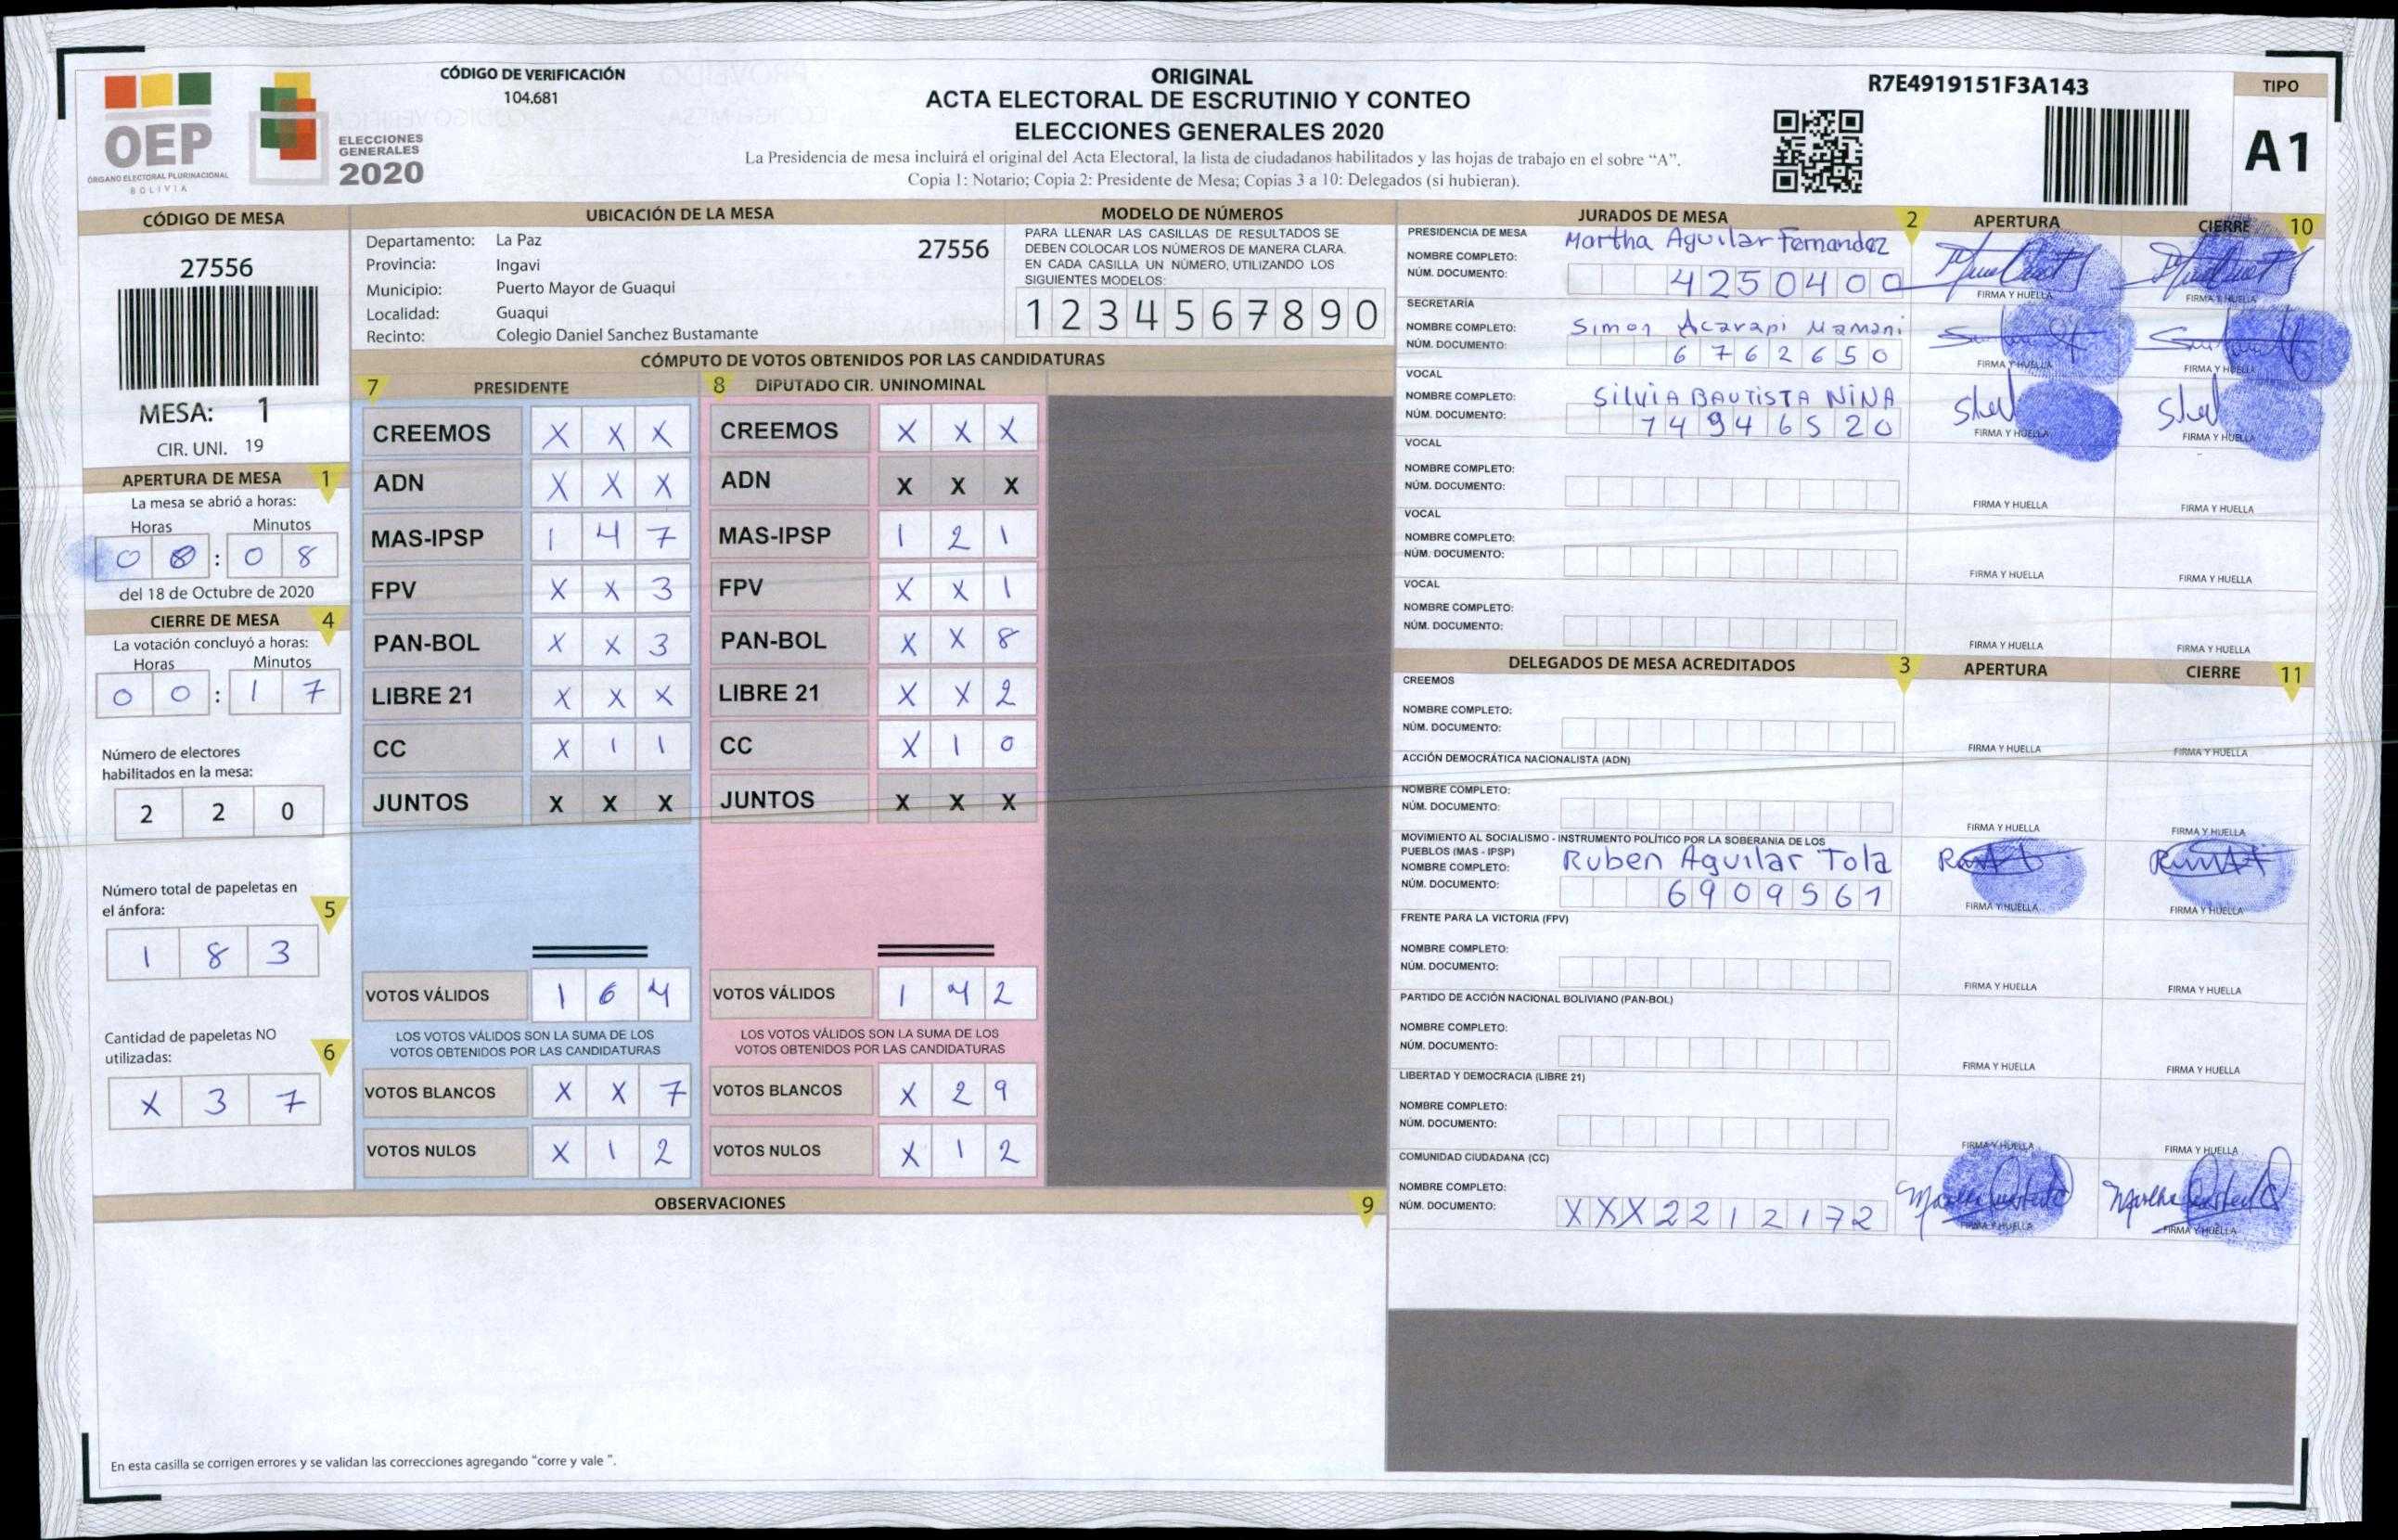 CÓDIGO DE VERIFICACIÓN
104.681
OEP
ÓRGANO ELECTORAL PLURINACIONAL
BOLIVIA
ELECCIONES
GENERALES
2020
ORIGINAL
ACTA ELECTORAL DE ESCRUTINIO Y CONTEO
ELECCIONES GENERALES 2020
La Presidencia de mesa incluirá el original del Acta Electoral, la lista de ciudadanos habilitados y las hojas de trabajo en el sobre “A”.
Copia 1: Notario; Copia 2: Presidente de Mesa; Copias 3 a 10: Delegados (si hubieran).
R7E4919151F3A143
TIPO
A1
CÓDIGO DE MESA
27556
MESA: 1
CIR. UNI. 19
APERTURA DE MESA 1
La mesa se abrió a horas:
Horas Minutos
0 8 : 0 8
del 18 de Octubre de 2020
CIERRE DE MESA 4
La votación concluyó a horas:
Horas Minutos
0 0 : 1 7
Número de electores
habilitados en la mesa:
2 2 0
Número total de papeletas en
el ánfora: 5
1 8 3
Cantidad de papeletas NO
utilizadas: 6
X 3 7
UBICACIÓN DE LA MESA
Departamento: La Paz 27556
Provincia: Ingavi
Municipio: Puerto Mayor de Guaqui
Localidad: Guaqui
Recinto: Colegio Daniel Sanchez Bustamante
MODELO DE NÚMEROS
PARA LLENAR LAS CASILLAS DE RESULTADOS SE
DEBEN COLOCAR LOS NÚMEROS DE MANERA CLARA.
EN CADA CASILLA UN NÚMERO, UTILIZANDO LOS
SIGUIENTES MODELOS:
1 2 3 4 5 6 7 8 9 0
CÓMPUTO DE VOTOS OBTENIDOS POR LAS CANDIDATURAS
7 PRESIDENTE
CREEMOS X X X
ADN X X X
MAS-IPSP 1 4 7
FPV X X 3
PAN-BOL X X 3
LIBRE 21 X X X
CC X 1 1
JUNTOS X X X
VOTOS VÁLIDOS 1 6 4
LOS VOTOS VÁLIDOS SON LA SUMA DE LOS
VOTOS OBTENIDOS POR LAS CANDIDATURAS
VOTOS BLANCOS X X 7
VOTOS NULOS X 1 2
8 DIPUTADO CIR. UNINOMINAL
CREEMOS X X X
ADN X X X
MAS-IPSP 1 2 1
FPV X X 1
PAN-BOL X X 8
LIBRE 21 X X 2
CC X 1 0
JUNTOS X X X
VOTOS VÁLIDOS 1 4 2
LOS VOTOS VÁLIDOS SON LA SUMA DE LOS
VOTOS OBTENIDOS POR LAS CANDIDATURAS
VOTOS BLANCOS X 2 9
VOTOS NULOS X 1 2
OBSERVACIONES 9
En esta casilla se corrigen errores y se validan las correcciones agregando “corre y vale ”.
JURADOS DE MESA 2 APERTURA CIERRE 10
PRESIDENCIA DE MESA
NOMBRE COMPLETO: Martha Aguilar Fernandez
NÚM. DOCUMENTO: 4250400
FIRMA Y HUELLA FIRMA Y HUELLA
SECRETARÍA
NOMBRE COMPLETO: Simon Acarapi Mamani
NÚM. DOCUMENTO: 6762650
FIRMA Y HUELLA FIRMA Y HUELLA
VOCAL
NOMBRE COMPLETO: Silvia BAUTISTA NINA
NÚM. DOCUMENTO: 74946520
FIRMA Y HUELLA FIRMA Y HUELLA
VOCAL
NOMBRE COMPLETO:
NÚM. DOCUMENTO:
FIRMA Y HUELLA FIRMA Y HUELLA
VOCAL
NOMBRE COMPLETO:
NÚM. DOCUMENTO:
FIRMA Y HUELLA FIRMA Y HUELLA
VOCAL
NOMBRE COMPLETO:
NÚM. DOCUMENTO:
FIRMA Y HUELLA FIRMA Y HUELLA
DELEGADOS DE MESA ACREDITADOS 3 APERTURA CIERRE 11
CREEMOS
NOMBRE COMPLETO:
NÚM. DOCUMENTO:
FIRMA Y HUELLA FIRMA Y HUELLA
ACCIÓN DEMOCRÁTICA NACIONALISTA (ADN)
NOMBRE COMPLETO:
NÚM. DOCUMENTO:
FIRMA Y HUELLA FIRMA Y HUELLA
MOVIMIENTO AL SOCIALISMO - INSTRUMENTO POLÍTICO POR LA SOBERANIA DE LOS
PUEBLOS (MAS - IPSP)
NOMBRE COMPLETO: Ruben Aguilar Tola
NÚM. DOCUMENTO: 6909561
FIRMA Y HUELLA FIRMA Y HUELLA
FRENTE PARA LA VICTORIA (FPV)
NOMBRE COMPLETO:
NÚM. DOCUMENTO:
FIRMA Y HUELLA FIRMA Y HUELLA
PARTIDO DE ACCIÓN NACIONAL BOLIVIANO (PAN-BOL)
NOMBRE COMPLETO:
NÚM. DOCUMENTO:
FIRMA Y HUELLA FIRMA Y HUELLA
LIBERTAD Y DEMOCRACIA (LIBRE 21)
NOMBRE COMPLETO:
NÚM. DOCUMENTO:
FIRMA Y HUELLA FIRMA Y HUELLA
COMUNIDAD CIUDADANA (CC)
NOMBRE COMPLETO:
NÚM. DOCUMENTO: XXX2212172
FIRMA Y HUELLA FIRMA Y HUELLA